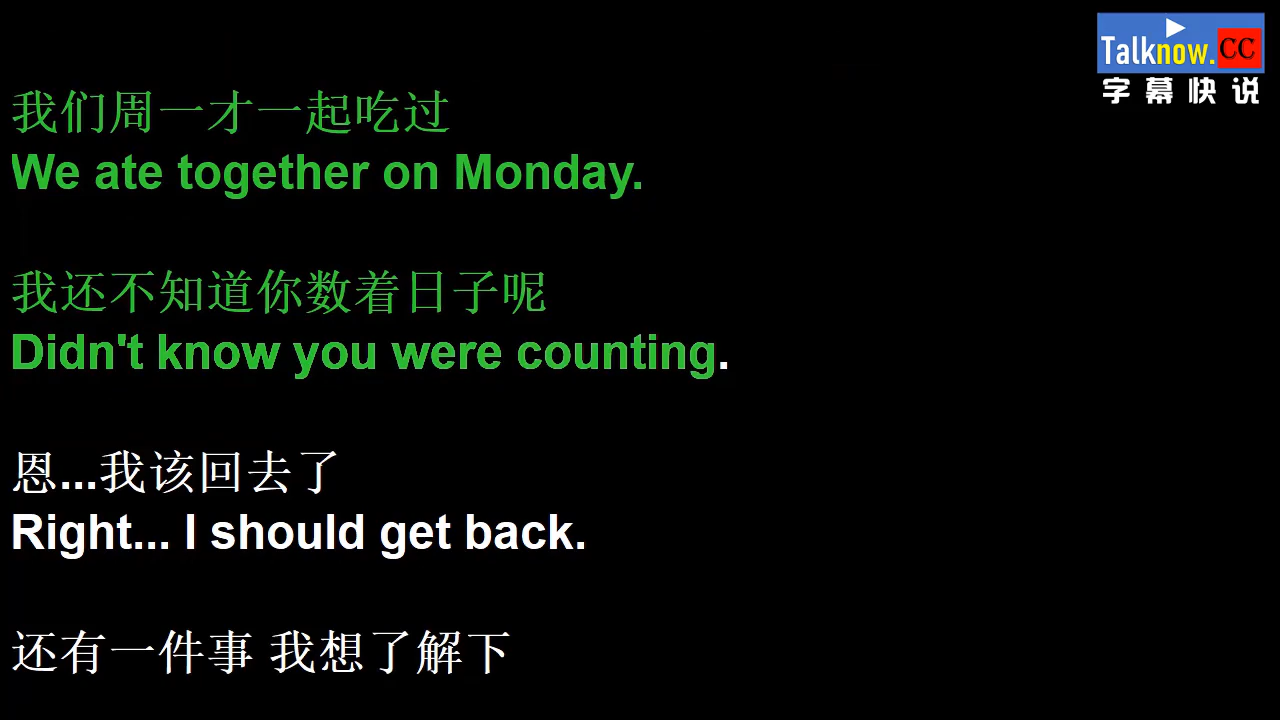 Talknow.CC
字幕快说
我们周一才一起吃过
We ate together on Monday.
我还不知道你数着日子呢
Didn't know you were counting.
恩...我该回去了
Right... I should get back.
还有一件事 我想了解下